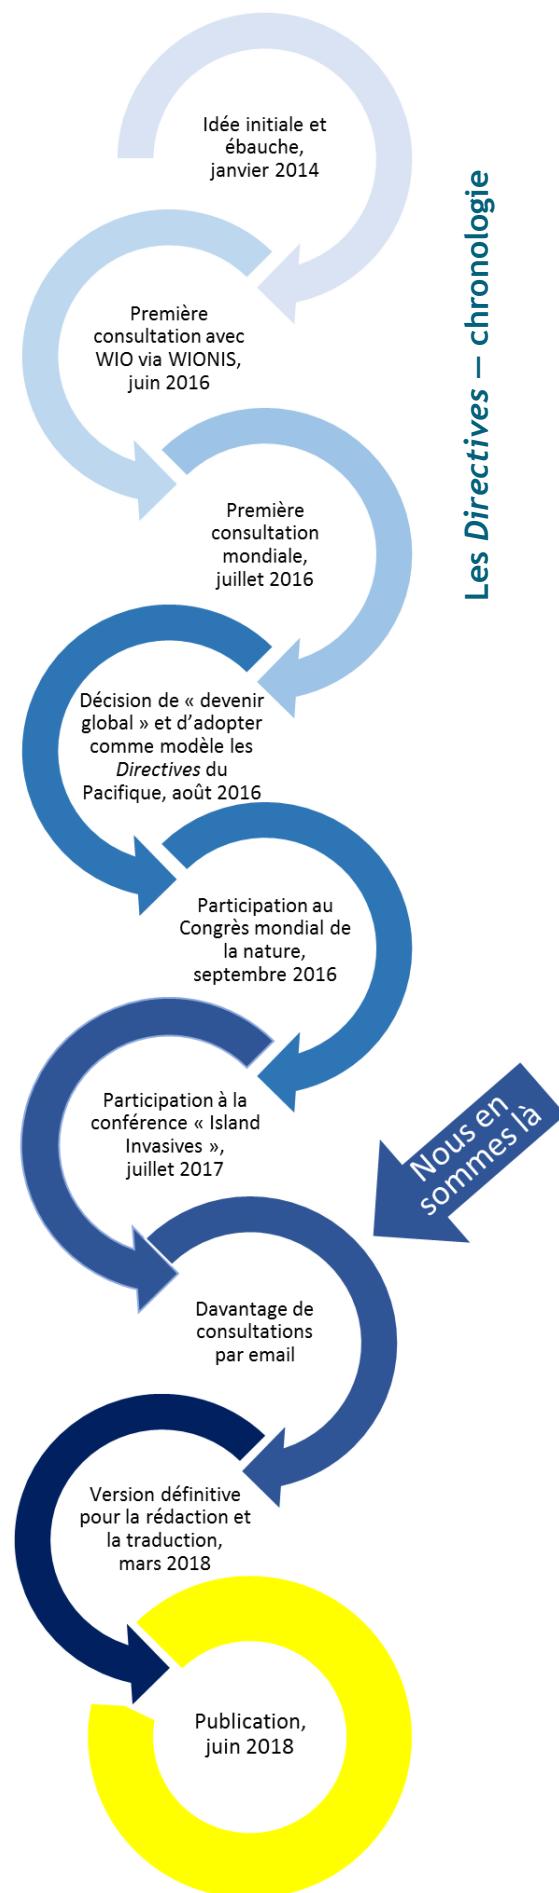 Les Directives – chronologie
Idée initiale et
ébauche,
janvier 2014
Première
consultation avec
WIO via WIONIS,
juin 2016
Première
consultation
mondiale,
juillet 2016
Décision de « devenir
global » et d’adopter
comme modèle les
Directives du
Pacifique, août 2016
Participation au
Congrès mondial de
la nature,
septembre 2016
Participation à la
conférence « Island
Invasives »,
juillet 2017
Nous en
sommes là
Davantage de
consultations
par email
Version définitive
pour la rédaction et
la traduction,
mars 2018
Publication,
juin 2018